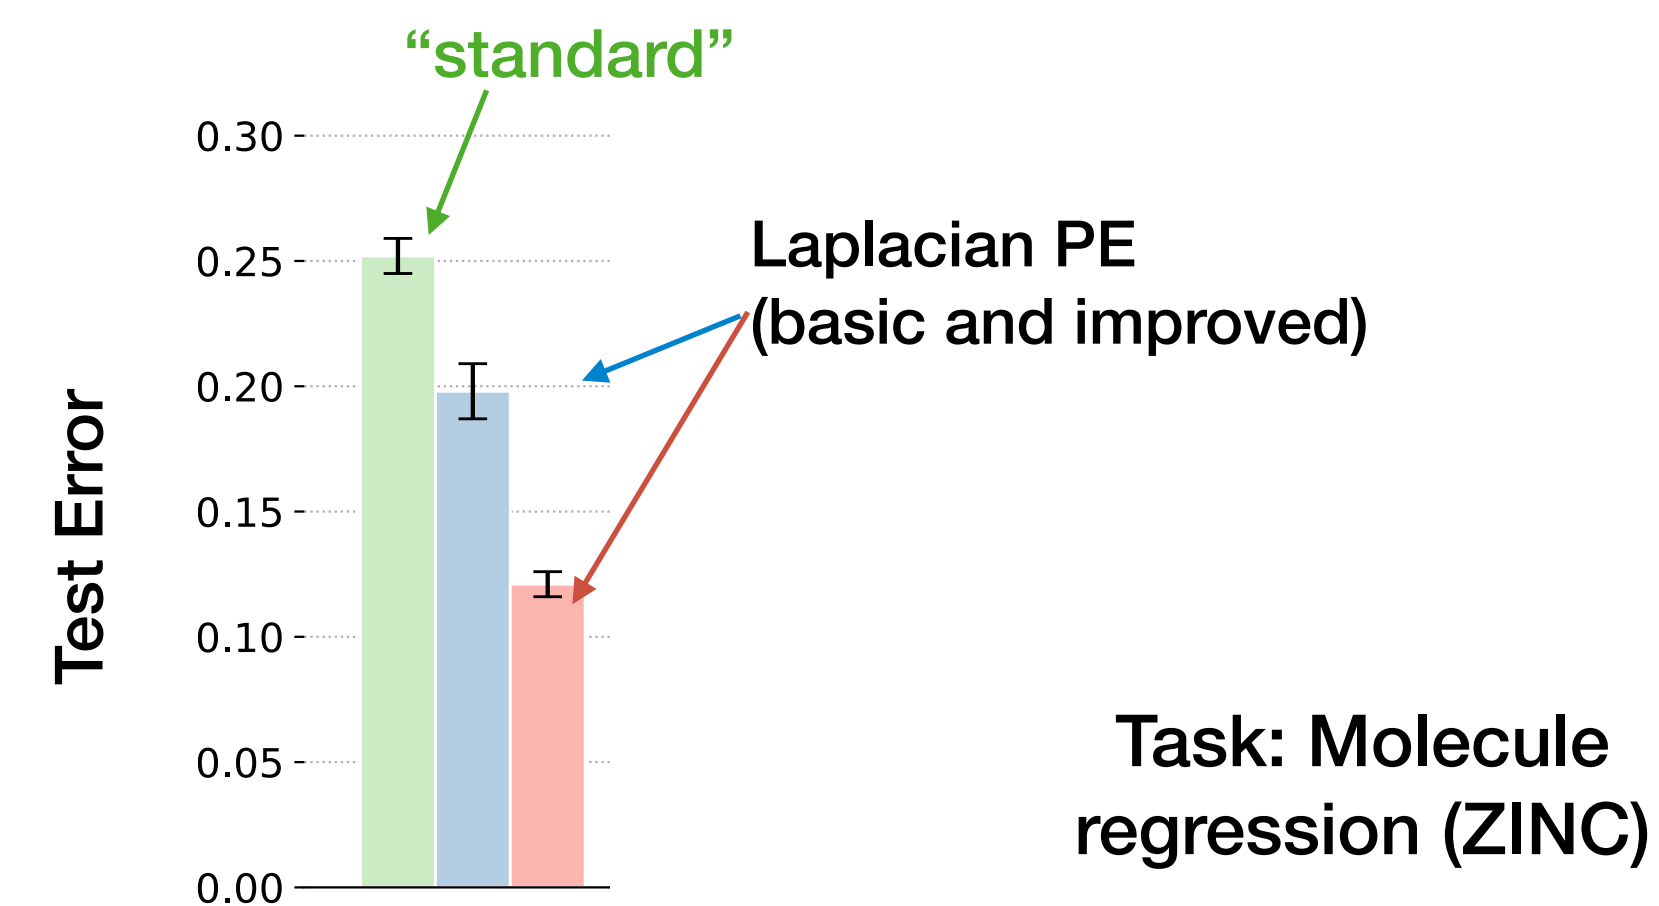 “standard”
0.30
0.25
0.20
0.15
0.10
0.05
0.00
Test Error
Laplacian PE
(basic and improved)
Task: Molecule
regression (ZINC)